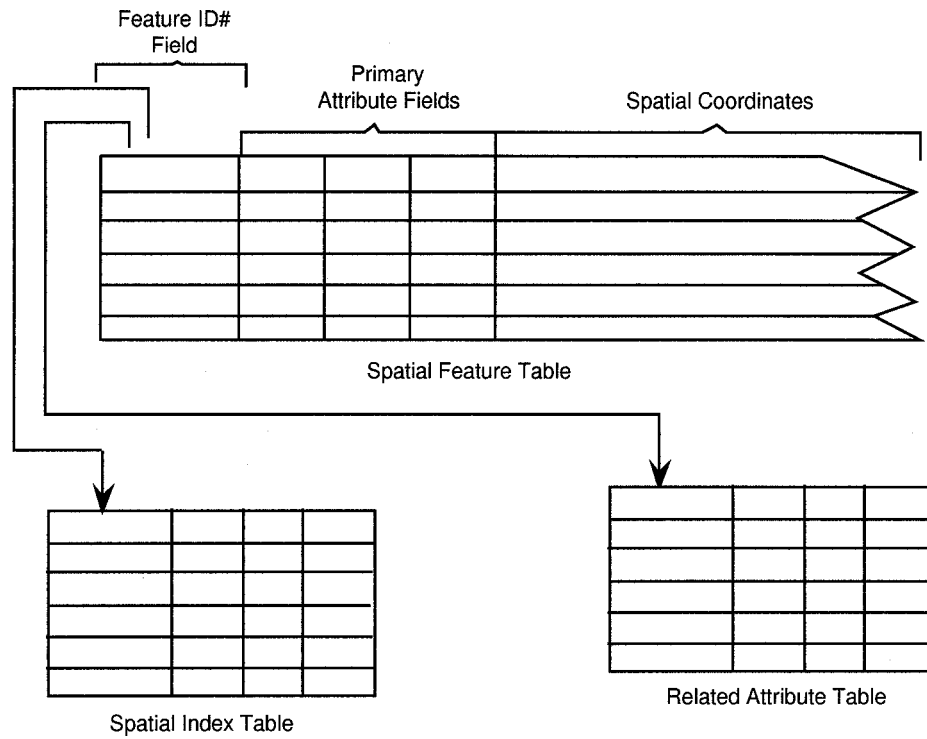 Feature ID#
Field
Primary
Attribute Fields
Spatial Coordinates
Spatial Feature Table
Related Attribute Table
Spatial Index Table